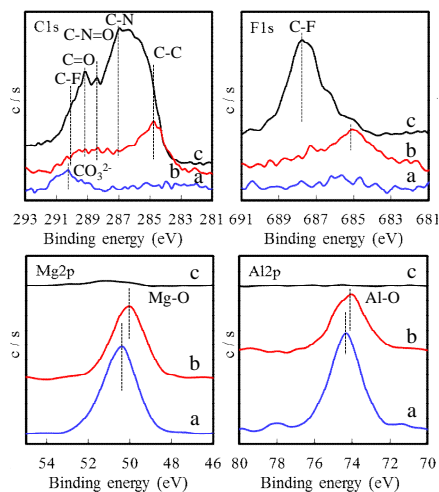 C1s
C-N
C-N=O
C=O
C-F
C-C
CO₃²⁻
c
b
a
c / s
293 291 289 287 285 283 281
Binding energy (eV)
F1s
C-F
c
b
a
c / s
691 689 687 685 683 681
Binding energy (eV)
Mg2p
c
Mg-O
b
a
c / s
54 52 50 48 46
Binding energy (eV)
Al2p
c
Al-O
b
a
c / s
80 78 76 74 72 70
Binding energy (eV)